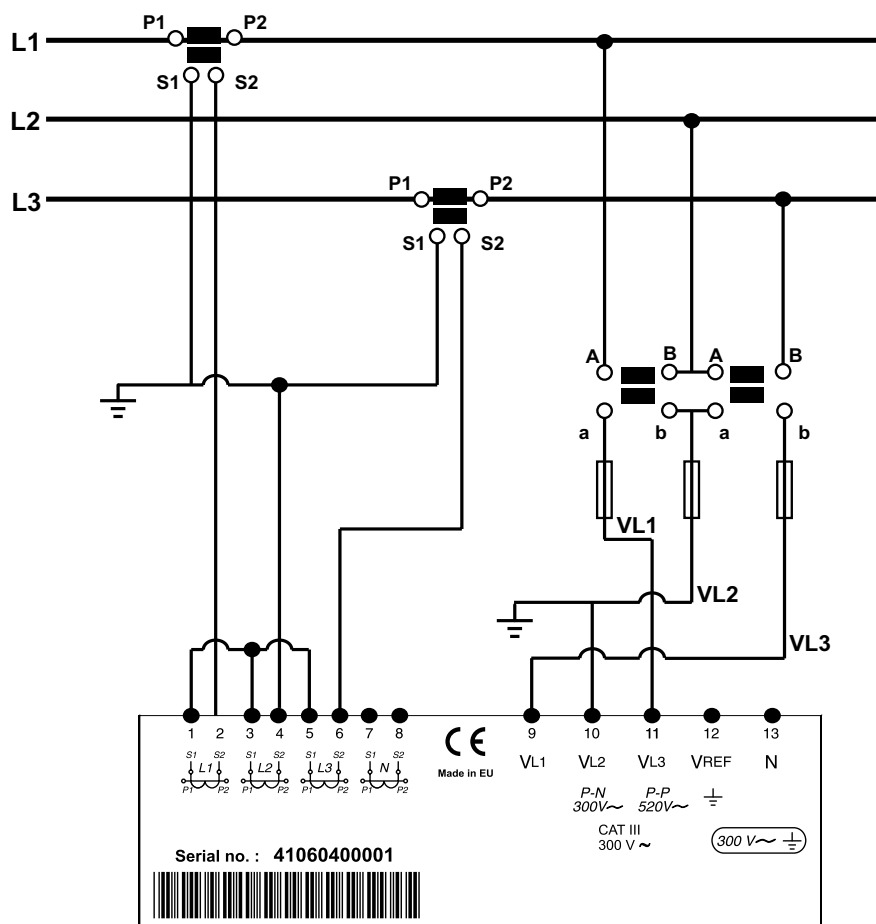 P1 P2
L1
S1 S2
L2
P1 P2
L3
S1 S2
A B A B
a b a b
VL1
VL2
VL3
1 2 3 4 5 6 7 8 9 10 11 12 13
S1 S2 S1 S2 S1 S2 S1 S2
L1 L2 L3 N
P1 P2 P1 P2 P1 P2 P1 P2
CE
Made in EU
VL1 VL2 VL3 VREF N
P-N P-P
300V~ 520V~
CAT III
300 V ~
300 V~
Serial no. : 41060400001